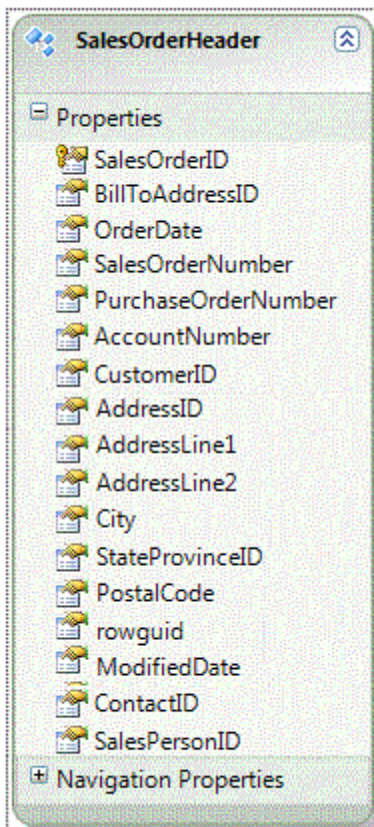 SalesOrderHeader
Properties
SalesOrderID
BillToAddressID
OrderDate
SalesOrderNumber
PurchaseOrderNumber
AccountNumber
CustomerID
AddressID
AddressLine1
AddressLine2
City
StateProvinceID
PostalCode
rowguid
ModifiedDate
ContactID
SalesPersonID
Navigation Properties